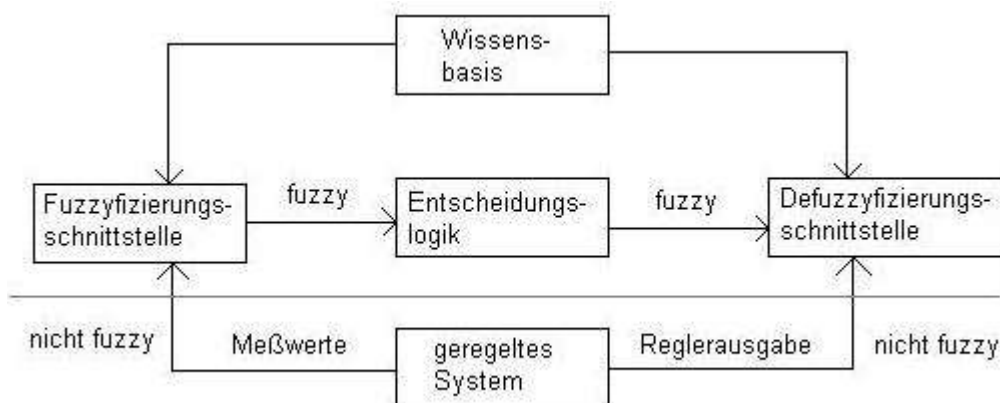 Wissens-
basis
Fuzzyfizierungs-
schnittstelle
fuzzy
Entscheidungs-
logik
fuzzy
Defuzzyfizierungs-
schnittstelle
nicht fuzzy
Meßwerte
geregeltes
System
Reglerausgabe
nicht fuzzy